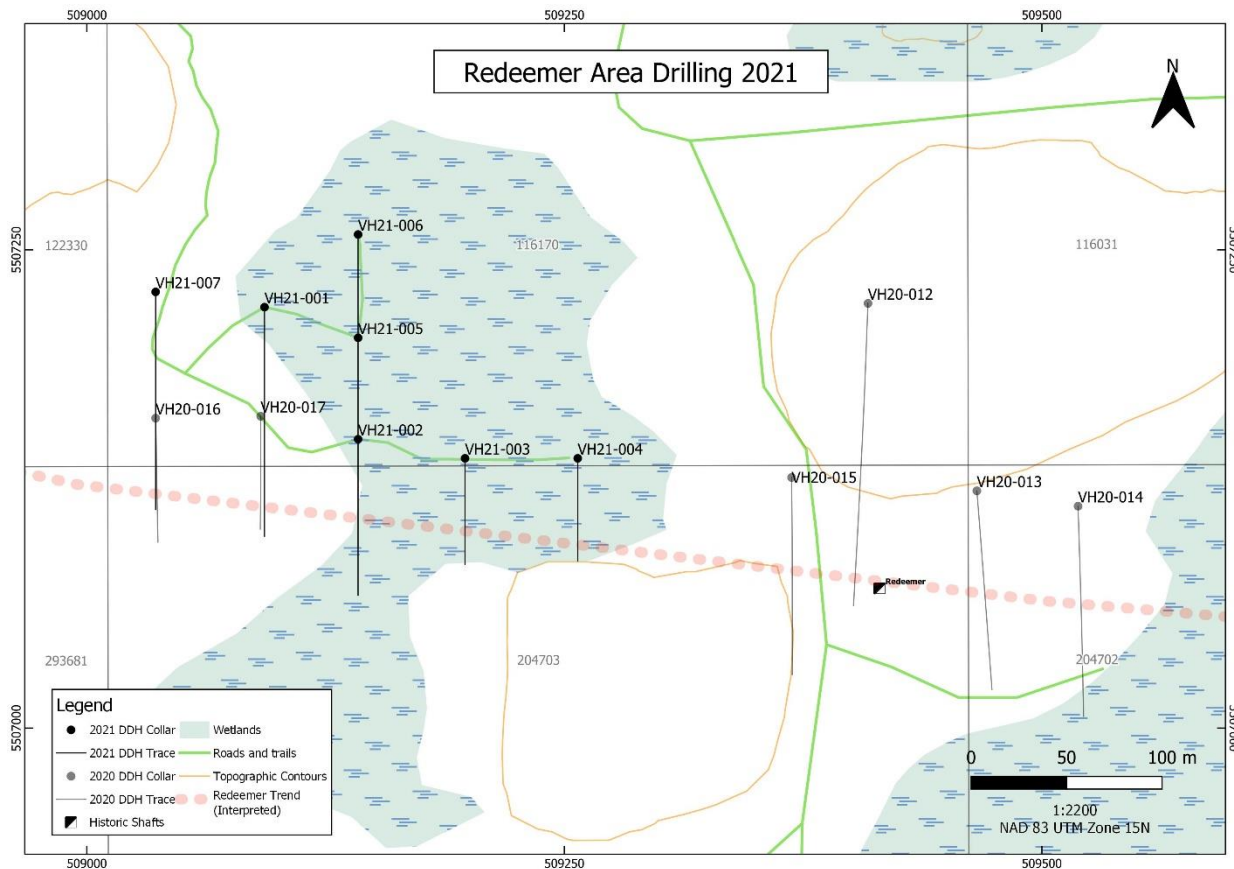 509000
509250
509500
Redeemer Area Drilling 2021
N
VH21-006
122330
116170
116031
5507250
5507250
VH21-007
VH21-001
VH20-012
VH21-005
VH20-016
VH20-017
VH21-002
VH21-003
VH21-004
VH20-015
VH20-013
VH20-014
Redeemer
293681
204703
204702
Legend
2021 DDH Collar
Wetlands
2021 DDH Trace
Roads and trails
2020 DDH Collar
Topographic Contours
2020 DDH Trace
Redeemer Trend
(Interpreted)
Historic Shafts
5507000
5507000
0 50 100 m
1:2200
NAD 83 UTM Zone 15N
509000
509250
509500